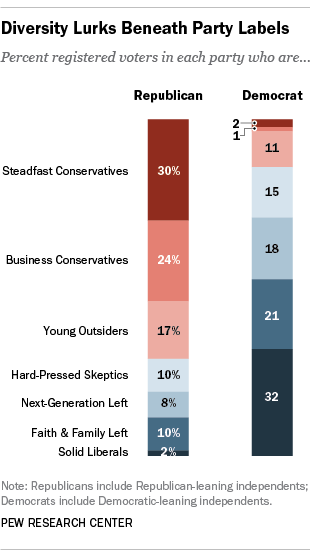 Diversity Lurks Beneath Party Labels
Percent registered voters in each party who are...
Republican Democrat
2
1
Steadfast Conservatives 30% 11
15
Business Conservatives 24% 18
Young Outsiders 17% 21
Hard-Pressed Skeptics 10%
Next-Generation Left 8% 32
Faith & Family Left 10%
Solid Liberals 2%
Note: Republicans include Republican-leaning independents;
Democrats include Democratic-leaning independents.
PEW RESEARCH CENTER